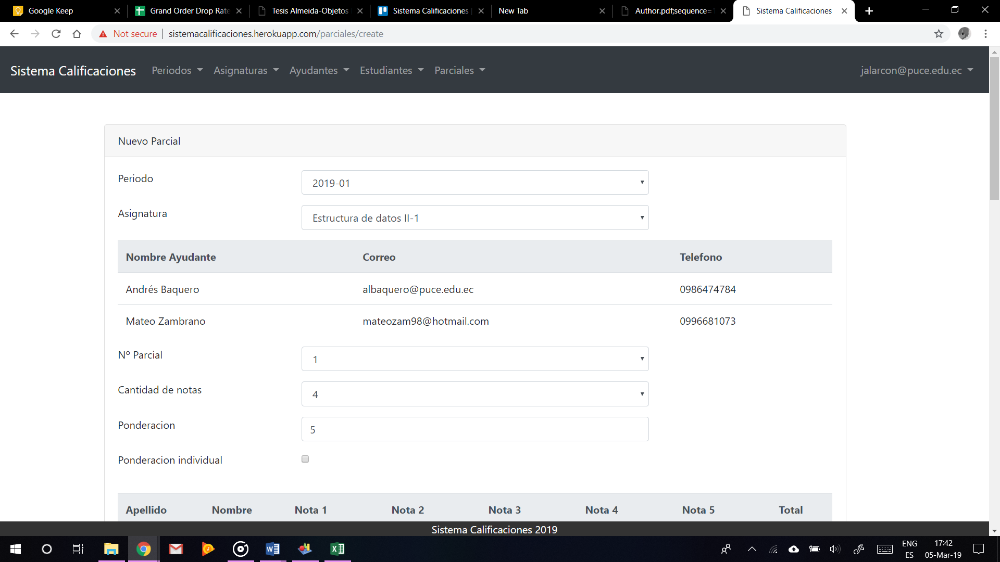 Google Keep
Grand Order Drop Rate
Tesis Almeida-Objetos
Sistema Calificaciones
New Tab
Author.pdf;sequence=
Sistema Calificaciones
Not secure | sistemacalificaciones.herokuapp.com/parciales/create
Sistema Calificaciones Periodos Asignaturas Ayudantes Estudiantes Parciales jalarcon@puce.edu.ec
Nuevo Parcial
Periodo 2019-01
Asignatura Estructura de datos II-1
Nombre Ayudante Correo Telefono
Andrés Baquero albaquero@puce.edu.ec 0986474784
Mateo Zambrano mateozam98@hotmail.com 0996681073
Nº Parcial 1
Cantidad de notas 4
Ponderacion 5
Ponderacion individual
Apellido Nombre Nota 1 Nota 2 Nota 3 Nota 4 Nota 5 Total
Sistema Calificaciones 2019
ENG 17:42
ES 05-Mar-19